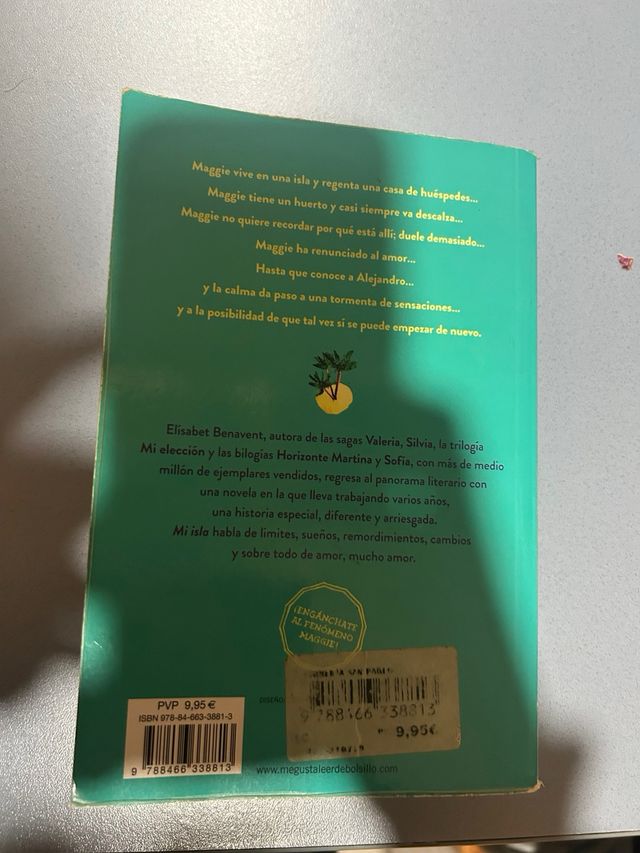 Maggie vive en una isla y regenta una casa de huéspedes...
Maggie tiene un huerto y casi siempre va descalza...
Maggie no quiere recordar por qué está allí; duele demasiado...
Maggie ha renunciado al amor...
Hasta que conoce a Alejandro...
y la calma da paso a una tormenta de sensaciones...
y a la posibilidad de que tal vez sí se puede empezar de nuevo.
Elísabet Benavent, autora de las sagas Valeria, Silvia, la trilogía
Mi elección y las bilogías Horizonte Martina y Sofía, con más de medio
millón de ejemplares vendidos, regresa al panorama literario con
una novela en la que lleva trabajando varios años,
una historia especial, diferente y arriesgada.
Mi isla habla de límites, sueños, remordimientos, cambios
y sobre todo de amor, mucho amor.
¡ENGÁNCHATE
AL FENÓMENO
MAGGIE!
SAN PABLO
DISEÑO
9 788466 338813
9,95€
PVP 9,95 €
ISBN 978-84-663-3881-3
9 788466 338813
www.megustaleerdebolsillo.com